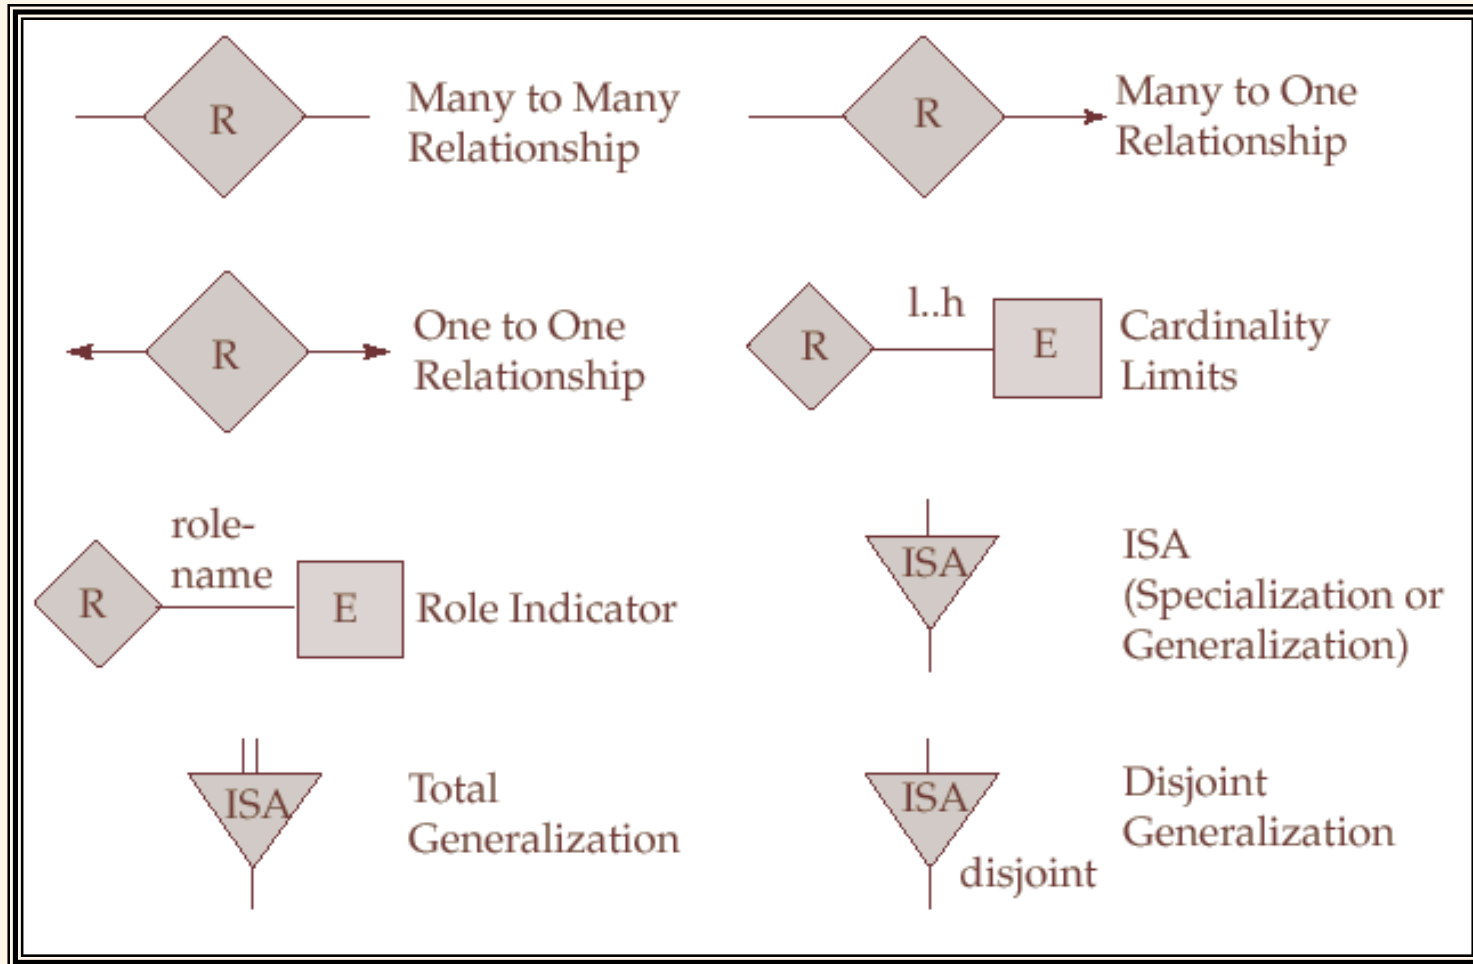 R
Many to Many
Relationship
R
Many to One
Relationship
R
One to One
Relationship
R
l..h
E
Cardinality
Limits
R
role-
name
E
Role Indicator
ISA
ISA
(Specialization or
Generalization)
ISA
Total
Generalization
ISA
disjoint
Disjoint
Generalization